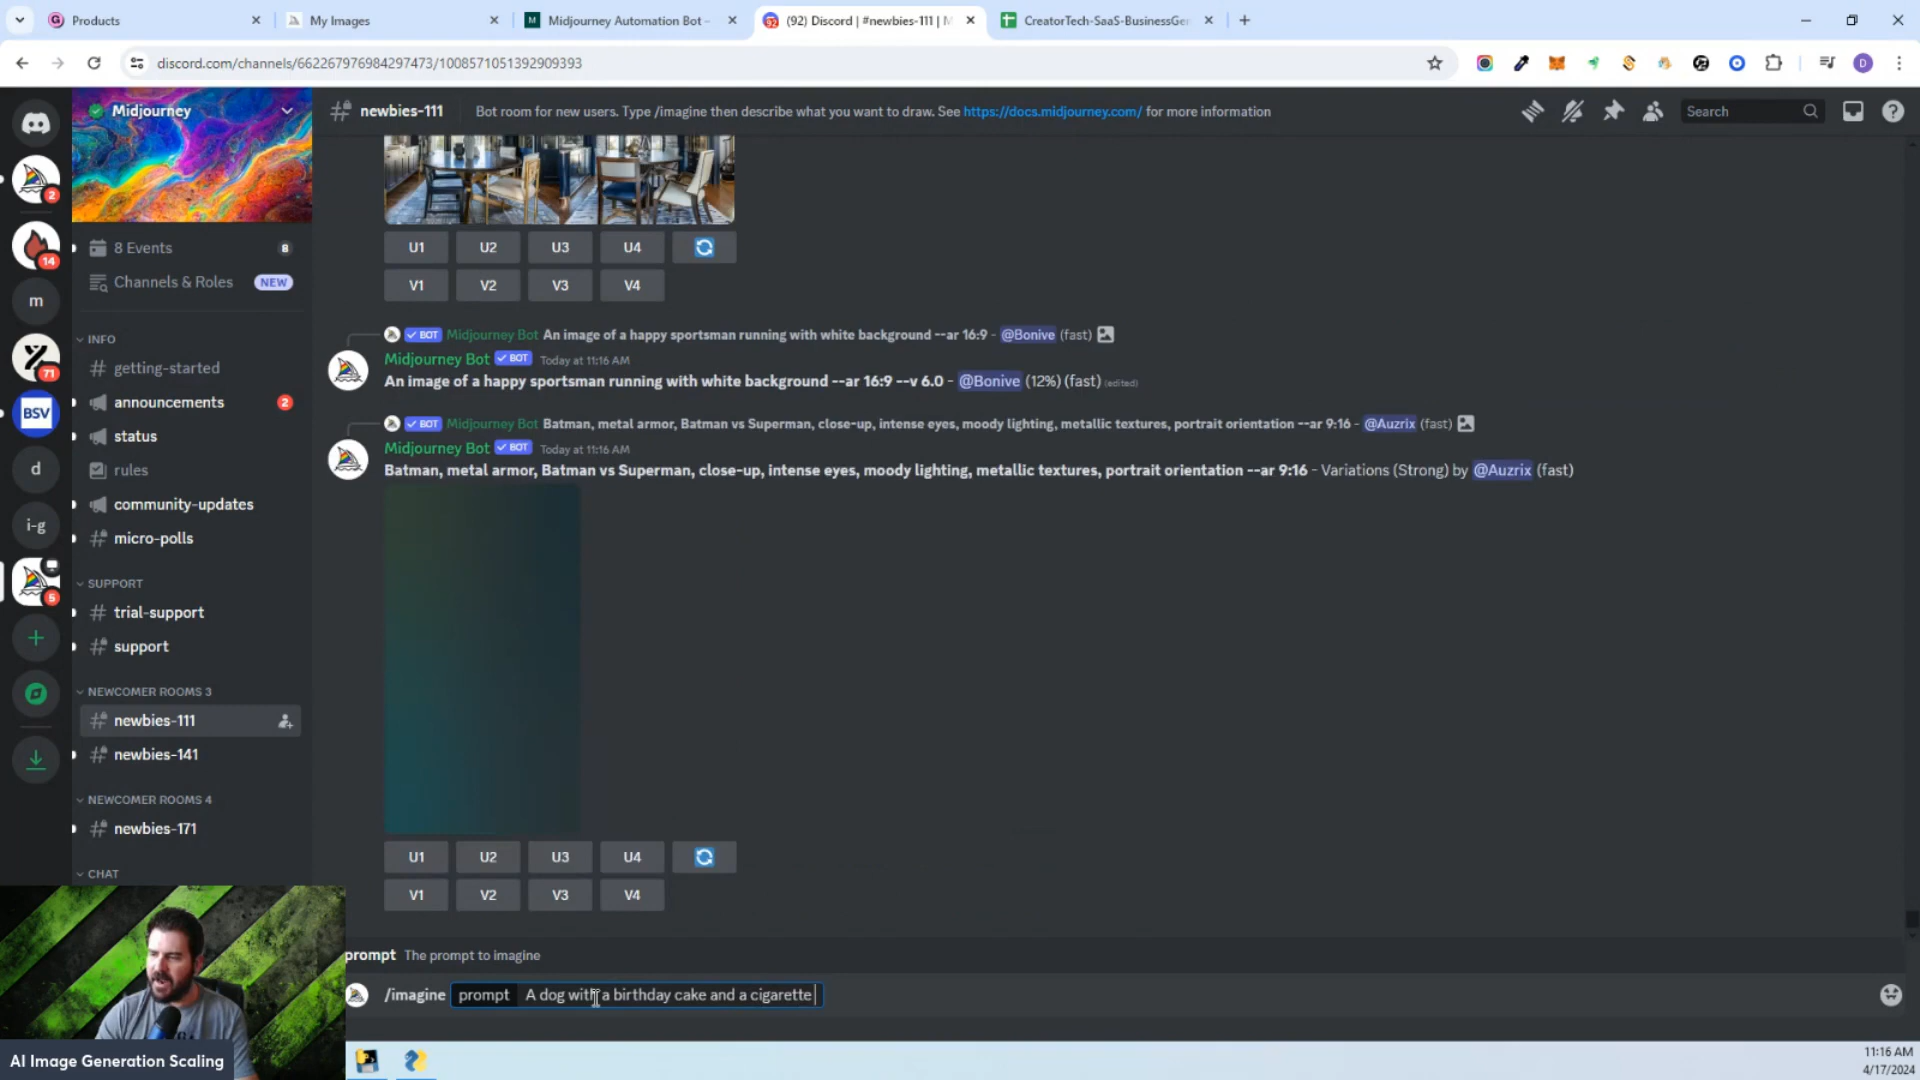 Products
My Images
Midjourney Automation Bot -
(92) Discord | #newbies-111 | M
CreatorTech-SaaS-BusinessGer
discord.com/channels/662267976984297473/1008571051392909393
Midjourney
newbies-111
Bot room for new users. Type /imagine then describe what you want to draw. See https://docs.midjourney.com/ for more information
Search
8 Events
8
Channels & Roles
NEW
INFO
getting-started
announcements
2
status
rules
community-updates
micro-polls
SUPPORT
trial-support
support
NEWCOMER ROOMS 3
newbies-111
newbies-141
NEWCOMER ROOMS 4
newbies-171
CHAT
2
14
m
71
BSV
d
i-g
5
U1 U2 U3 U4
V1 V2 V3 V4
BOT Midjourney Bot An image of a happy sportsman running with white background --ar 16:9 - @Bonive (fast)
Midjourney Bot BOT Today at 11:16 AM
An image of a happy sportsman running with white background --ar 16:9 --v 6.0 - @Bonive (12%) (fast) (edited)
BOT Midjourney Bot Batman, metal armor, Batman vs Superman, close-up, intense eyes, moody lighting, metallic textures, portrait orientation --ar 9:16 - @Auzrix (fast)
Midjourney Bot BOT Today at 11:16 AM
Batman, metal armor, Batman vs Superman, close-up, intense eyes, moody lighting, metallic textures, portrait orientation --ar 9:16 - Variations (Strong) by @Auzrix (fast)
U1 U2 U3 U4
V1 V2 V3 V4
prompt The prompt to imagine
/imagine prompt A dog with a birthday cake and a cigarette
AI Image Generation Scaling
11:16 AM
4/17/2024